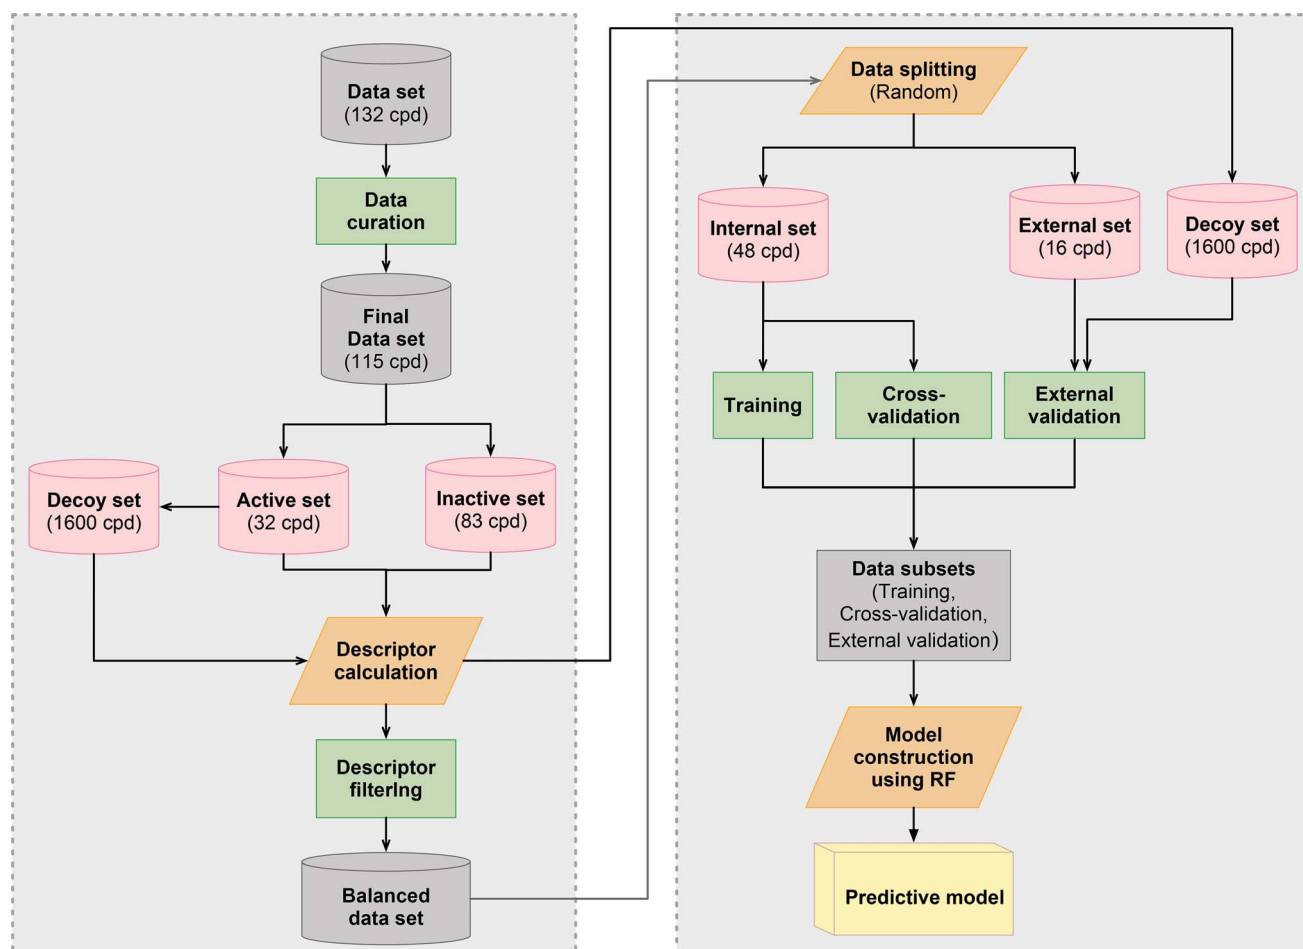 Data set
(132 cpd)
Data
curation
Final
Data set
(115 cpd)
Decoy set
(1600 cpd)
Active set
(32 cpd)
Inactive set
(83 cpd)
Descriptor
calculation
Descriptor
filterIng
Balanced
data set
Data splitting
(Random)
Internal set
(48 cpd)
External set
(16 cpd)
Decoy set
(1600 cpd)
Training
Cross-
validation
External
validation
Data subsets
(Training,
Cross-validation,
External validation)
Model
construction
using RF
Predictive model